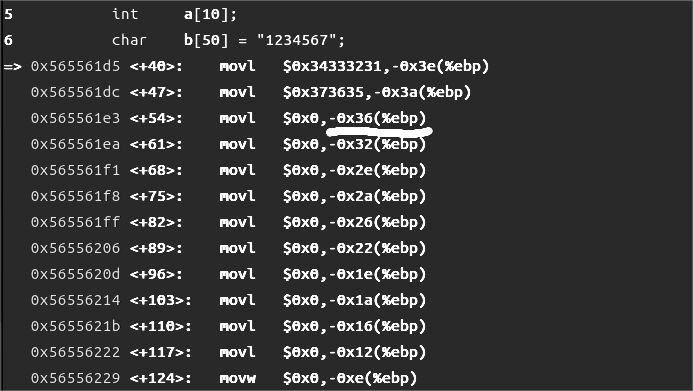 5 int a[10];
6 char b[50] = "1234567";
=> 0x565561d5 <+40>: movl $0x34333231,-0x3e(%ebp)
0x565561dc <+47>: movl $0x373635,-0x3a(%ebp)
0x565561e3 <+54>: movl $0x0,-0x36(%ebp)
0x565561ea <+61>: movl $0x0,-0x32(%ebp)
0x565561f1 <+68>: movl $0x0,-0x2e(%ebp)
0x565561f8 <+75>: movl $0x0,-0x2a(%ebp)
0x565561ff <+82>: movl $0x0,-0x26(%ebp)
0x56556206 <+89>: movl $0x0,-0x22(%ebp)
0x5655620d <+96>: movl $0x0,-0x1e(%ebp)
0x56556214 <+103>: movl $0x0,-0x1a(%ebp)
0x5655621b <+110>: movl $0x0,-0x16(%ebp)
0x56556222 <+117>: movl $0x0,-0x12(%ebp)
0x56556229 <+124>: movw $0x0,-0xe(%ebp)